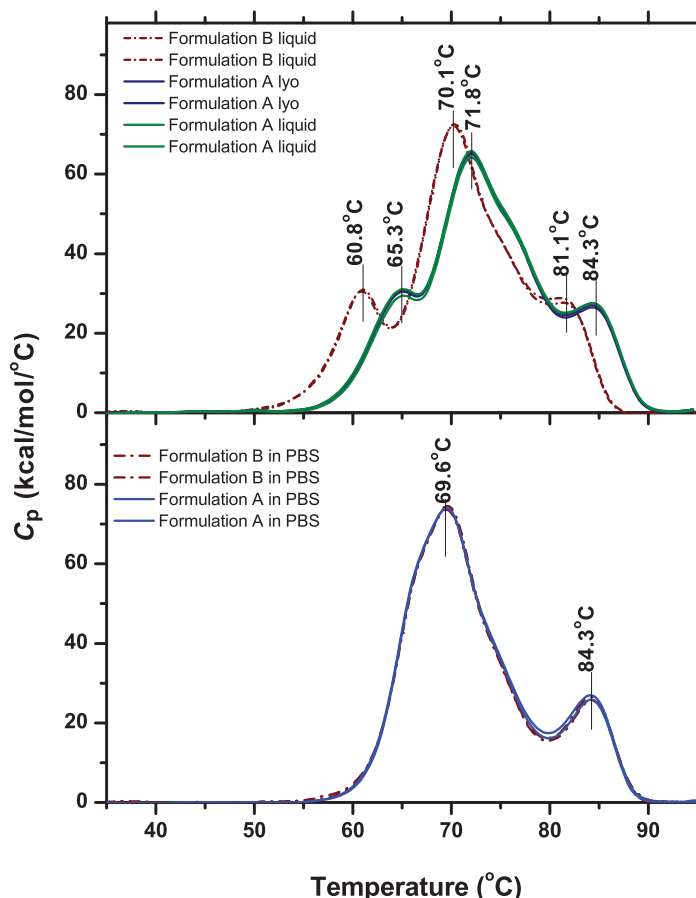 Formulation B liquid
Formulation B liquid
Formulation A lyo
Formulation A lyo
Formulation A liquid
Formulation A liquid
60.8°C
65.3°C
70.1°C
71.8°C
81.1°C
84.3°C
80
60
40
20
0
Formulation B in PBS
Formulation B in PBS
Formulation A in PBS
Formulation A in PBS
69.6°C
84.3°C
80
60
40
20
0
40 50 60 70 80 90
Cp (kcal/mol/°C)
Temperature (°C)